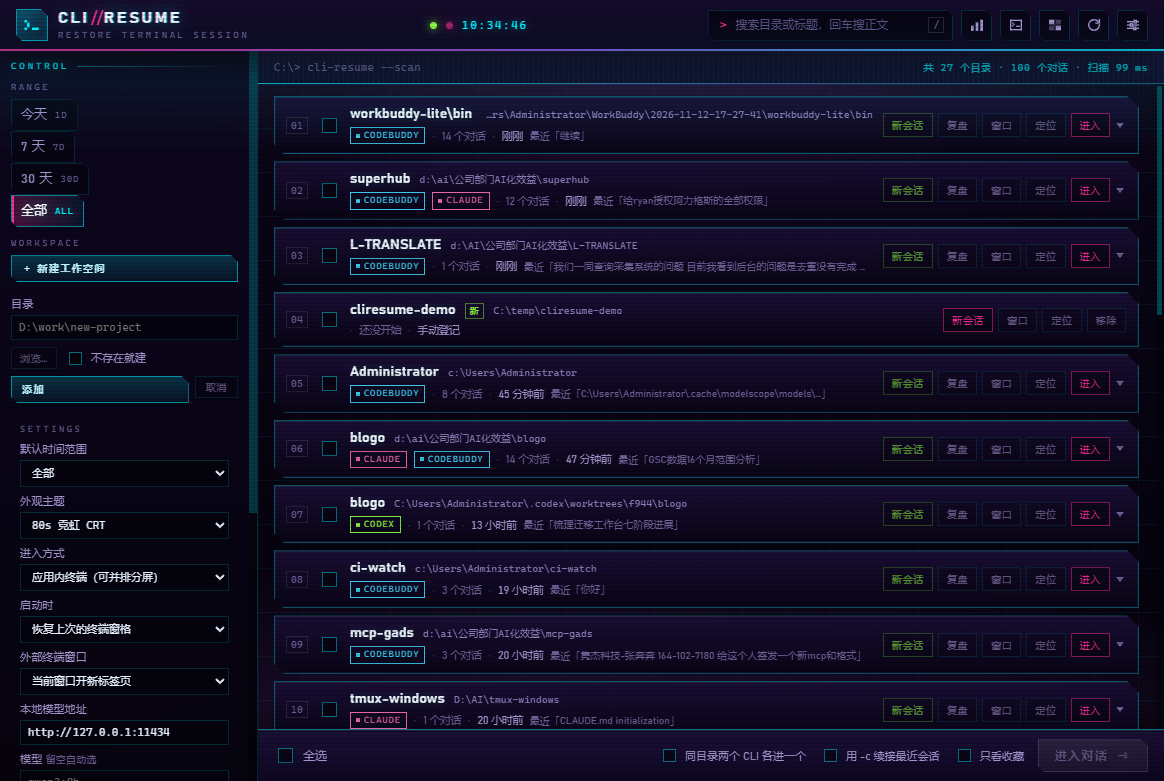 CLI//RESUME
RESTORE TERMINAL SESSION
10:34:46
> 搜索目录或标题，回车搜正文 /
CONTROL
RANGE
今天 1D
7 天 7D
30 天 30D
全部 ALL
WORKSPACE
+ 新建工作空间
目录
D:\work\new-project
浏览… 不存在就建
添加 取消
SETTINGS
默认时间范围
全部
外观主题
80s 霓虹 CRT
进入方式
应用内终端（可并排分屏）
启动时
恢复上次的终端窗格
外部终端窗口
当前窗口开新标签页
本地模型地址
http://127.0.0.1:11434
模型 留空自动选
C:\> cli-resume --scan
共 27 个目录 · 100 个对话 · 扫描 99 ms
01 workbuddy-lite\bin …rs\Administrator\WorkBuddy\2026-11-12-17-27-41\workbuddy-lite\bin
CODEBUDDY · 14 个对话 · 刚刚 最近「继续」
新会话 复盘 窗口 定位 进入
02 superhub d:\ai\公司部门AI化效益\superhub
CODEBUDDY CLAUDE · 12 个对话 · 刚刚 最近「给ryan授权阿力格斯的全部权限」
新会话 复盘 窗口 定位 进入
03 L-TRANSLATE d:\AI\公司部门AI化效益\L-TRANSLATE
CODEBUDDY · 1 个对话 · 刚刚 最近「我们一同查询采集系统的问题 目前我看到后台的问题是去重没有完成 …
新会话 复盘 窗口 定位 进入
04 cliresume-demo 新 C:\temp\cliresume-demo
· 还没开始 · 手动登记
新会话 窗口 定位 移除
05 Administrator c:\Users\Administrator
CODEBUDDY · 8 个对话 · 45 分钟前 最近「C:\Users\Administrator\.cache\modelscope\models\…」
新会话 复盘 窗口 定位 进入
06 blogo d:\ai\公司部门AI化效益\blogo
CLAUDE CODEBUDDY · 14 个对话 · 47 分钟前 最近「GSC数据16个月范围分析」
新会话 复盘 窗口 定位 进入
07 blogo C:\Users\Administrator\.codex\worktrees\f944\blogo
CODEX · 1 个对话 · 13 小时前 最近「梳理迁移工作台七阶段进展」
新会话 复盘 窗口 定位 进入
08 ci-watch c:\Users\Administrator\ci-watch
CODEBUDDY · 3 个对话 · 19 小时前 最近「你好」
新会话 复盘 窗口 定位 进入
09 mcp-gads d:\ai\公司部门AI化效益\mcp-gads
CODEBUDDY · 3 个对话 · 20 小时前 最近「隽杰科技-张奔奔 164-102-7180 给这个人签发一个新mcp和格式」
新会话 复盘 窗口 定位 进入
10 tmux-windows D:\AI\tmux-windows
CLAUDE · 1 个对话 · 20 小时前 最近「CLAUDE.md initialization」
新会话 复盘 窗口 定位 进入
全选 同目录两个 CLI 各进一个 用 -c 续接最近会话 只看收藏 进入对话 →